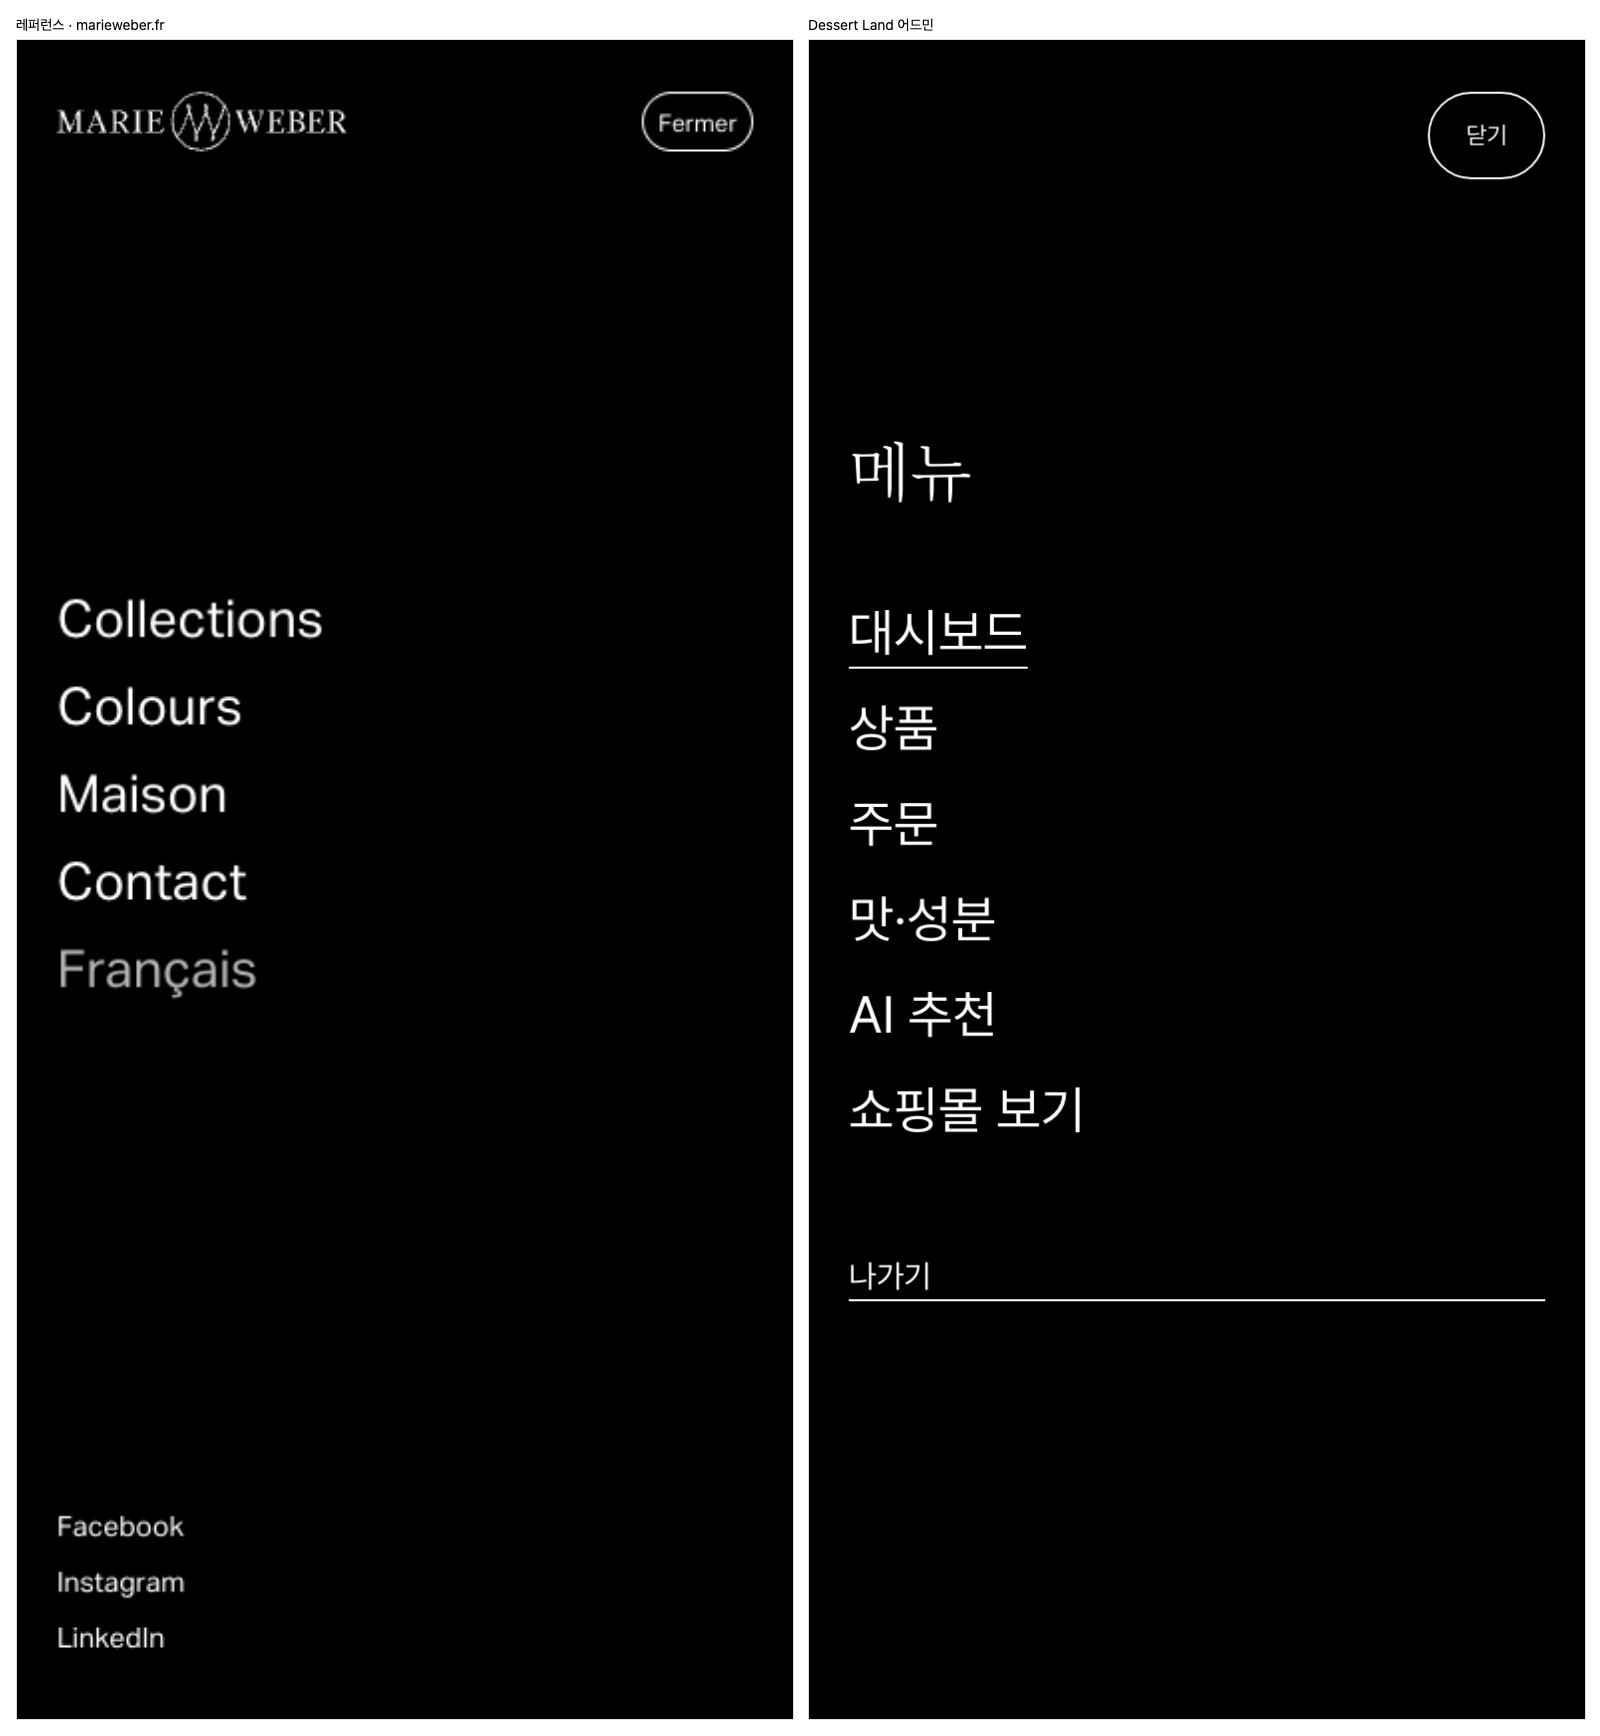 레퍼런스 · marieweber.fr
MARIE W WEBER
Fermer
Collections
Colours
Maison
Contact
Français
Facebook
Instagram
LinkedIn
Dessert Land 어드민
닫기
메뉴
대시보드
상품
주문
맛·성분
AI 추천
쇼핑몰 보기
나가기